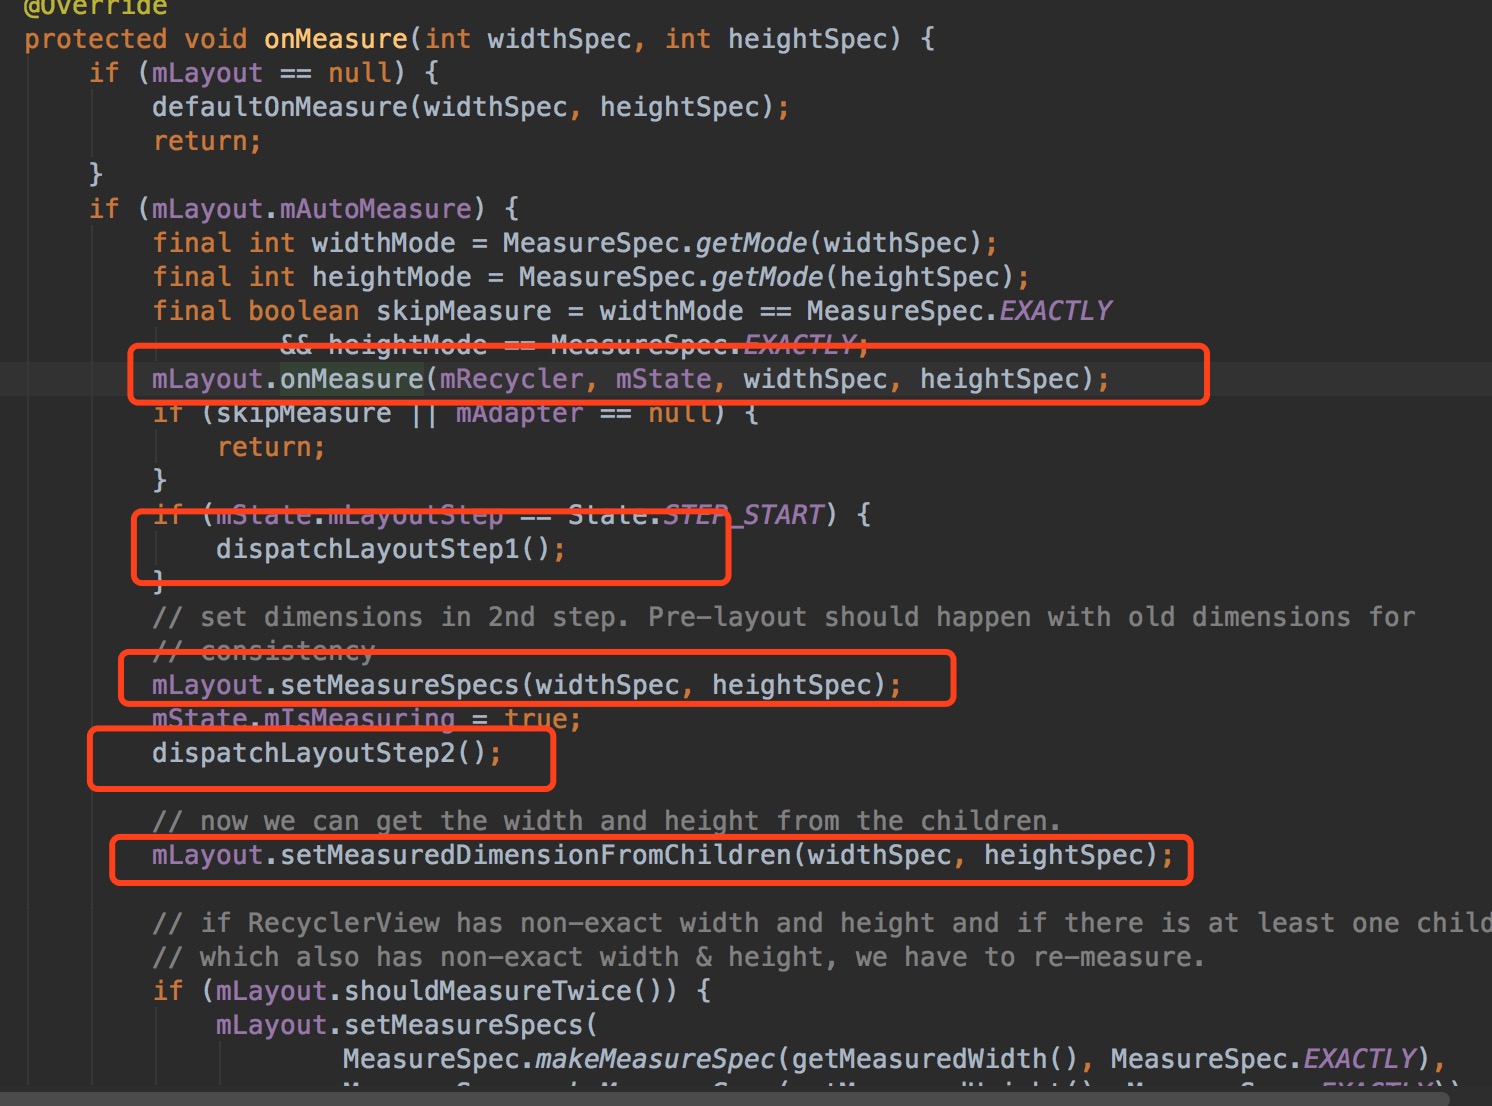 @Override
protected void onMeasure(int widthSpec, int heightSpec) {
if (mLayout == null) {
defaultOnMeasure(widthSpec, heightSpec);
return;
}
if (mLayout.mAutoMeasure) {
final int widthMode = MeasureSpec.getMode(widthSpec);
final int heightMode = MeasureSpec.getMode(heightSpec);
final boolean skipMeasure = widthMode == MeasureSpec.EXACTLY
&& heightMode == MeasureSpec.EXACTLY;
mLayout.onMeasure(mRecycler, mState, widthSpec, heightSpec);
if (skipMeasure || mAdapter == null) {
return;
}
if (mState.mLayoutStep == State.STEP_START) {
dispatchLayoutStep1();
}
// set dimensions in 2nd step. Pre-layout should happen with old dimensions for
// consistency
mLayout.setMeasureSpecs(widthSpec, heightSpec);
mState.mIsMeasuring = true;
dispatchLayoutStep2();
// now we can get the width and height from the children.
mLayout.setMeasuredDimensionFromChildren(widthSpec, heightSpec);
// if RecyclerView has non-exact width and height and if there is at least one child
// which also has non-exact width & height, we have to re-measure.
if (mLayout.shouldMeasureTwice()) {
mLayout.setMeasureSpecs(
MeasureSpec.makeMeasureSpec(getMeasuredWidth(), MeasureSpec.EXACTLY),